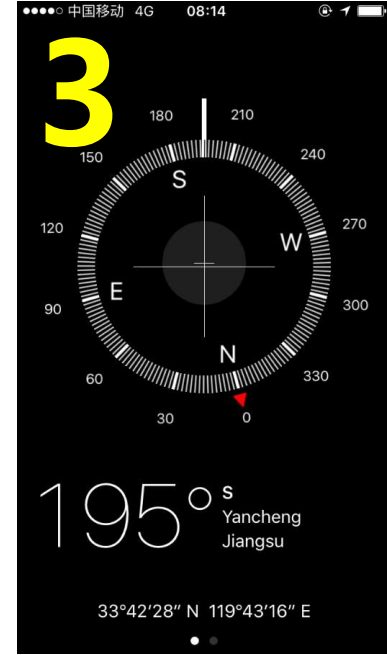 中国移动 4G 08:14
3
180 210
150 240
S
120 270
W
E
90 300
N
60 330
30 0
195° S
Yancheng
Jiangsu
33°42′28″ N 119°43′16″ E